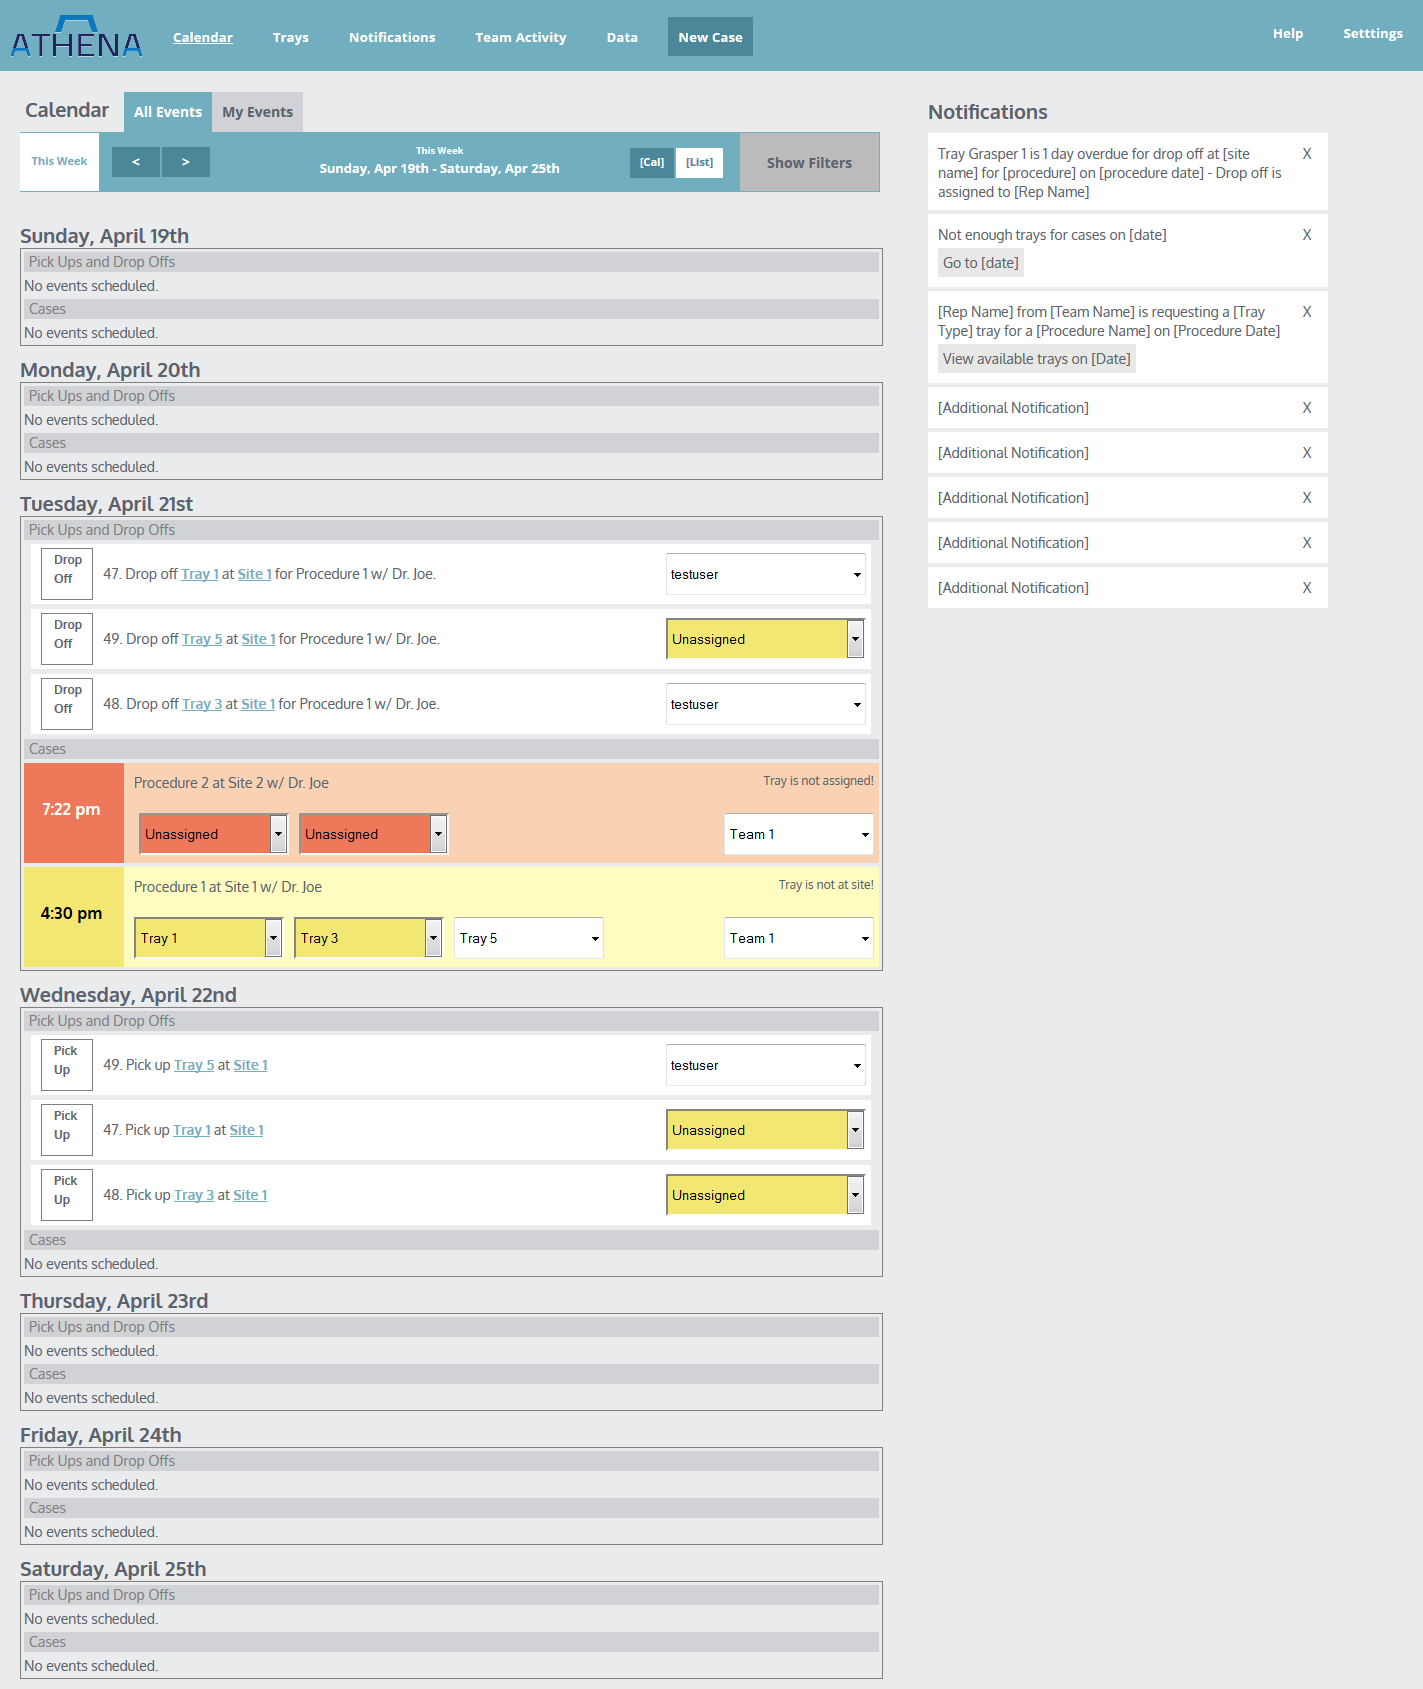 ATHENA
Calendar Trays Notifications Team Activity Data New Case Help Setttings
Calendar All Events My Events
This Week < > This Week
Sunday, Apr 19th - Saturday, Apr 25th
[Cal] [List] Show Filters
Sunday, April 19th
Pick Ups and Drop Offs
No events scheduled.
Cases
No events scheduled.
Monday, April 20th
Pick Ups and Drop Offs
No events scheduled.
Cases
No events scheduled.
Tuesday, April 21st
Pick Ups and Drop Offs
Drop
Off
47. Drop off Tray 1 at Site 1 for Procedure 1 w/ Dr. Joe. testuser
Drop
Off
49. Drop off Tray 5 at Site 1 for Procedure 1 w/ Dr. Joe. Unassigned
Drop
Off
48. Drop off Tray 3 at Site 1 for Procedure 1 w/ Dr. Joe. testuser
Cases
7:22 pm
Procedure 2 at Site 2 w/ Dr. Joe Tray is not assigned!
Unassigned Unassigned Team 1
4:30 pm
Procedure 1 at Site 1 w/ Dr. Joe Tray is not at site!
Tray 1 Tray 3 Tray 5 Team 1
Wednesday, April 22nd
Pick Ups and Drop Offs
Pick
Up
49. Pick up Tray 5 at Site 1 testuser
Pick
Up
47. Pick up Tray 1 at Site 1 Unassigned
Pick
Up
48. Pick up Tray 3 at Site 1 Unassigned
Cases
No events scheduled.
Thursday, April 23rd
Pick Ups and Drop Offs
No events scheduled.
Cases
No events scheduled.
Friday, April 24th
Pick Ups and Drop Offs
No events scheduled.
Cases
No events scheduled.
Saturday, April 25th
Pick Ups and Drop Offs
No events scheduled.
Cases
No events scheduled.
Notifications
Tray Grasper 1 is 1 day overdue for drop off at [site X
name] for [procedure] on [procedure date] - Drop off is
assigned to [Rep Name]
Not enough trays for cases on [date] X
Go to [date]
[Rep Name] from [Team Name] is requesting a [Tray X
Type] tray for a [Procedure Name] on [Procedure Date]
View available trays on [Date]
[Additional Notification] X
[Additional Notification] X
[Additional Notification] X
[Additional Notification] X
[Additional Notification] X